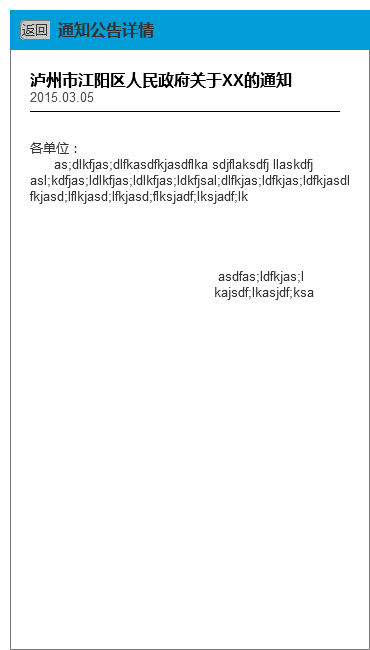 返回 通知公告详情
泸州市江阳区人民政府关于XX的通知
2015.03.05
各单位：
as;dlkfjas;dlfkasdfkjasdflka sdjflaksdfj llaskdfj
asl;kdfjas;ldlkfjas;ldlkfjas;ldkfjsal;dlfkjas;ldfkjas;ldfkjasdl
fkjasd;lflkjasd;lfkjasd;flksjadf;lksjadf;lk
asdfas;ldfkjas;l
kajsdf;lkasjdf;ksa